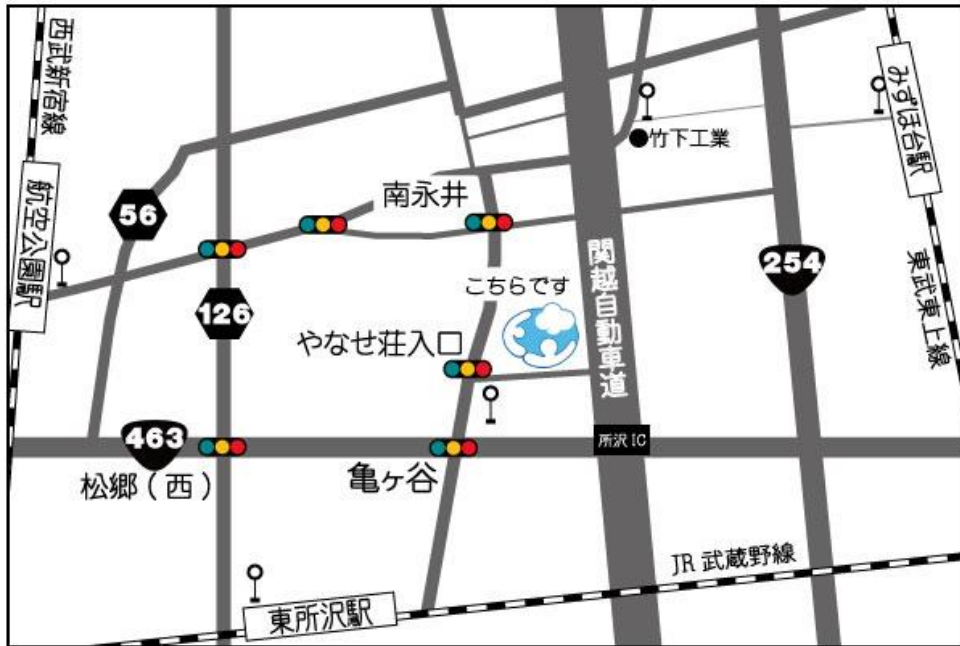 西武新宿線
みずほ台駅
竹下工業
航空公園駅
56
南永井
関越自動車道
254
東武東上線
こちらです
126
やなせ荘入口
463
所沢IC
松郷(西)
亀ヶ谷
JR武蔵野線
東所沢駅